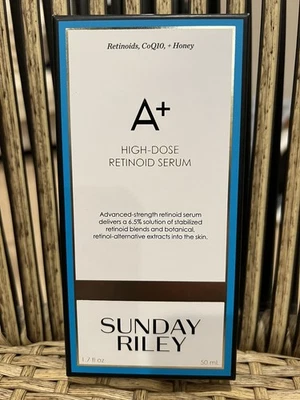 Retinoids, CoQ10, + Honey
A+
HIGH-DOSE
RETINOID SERUM
Advanced-strength retinoid serum
delivers a 6.5% solution of stabilized
retinoid blends and botanical,
retinol-alternative extracts into the skin.
SUNDAY
RILEY
1.7 fl oz 50 ml